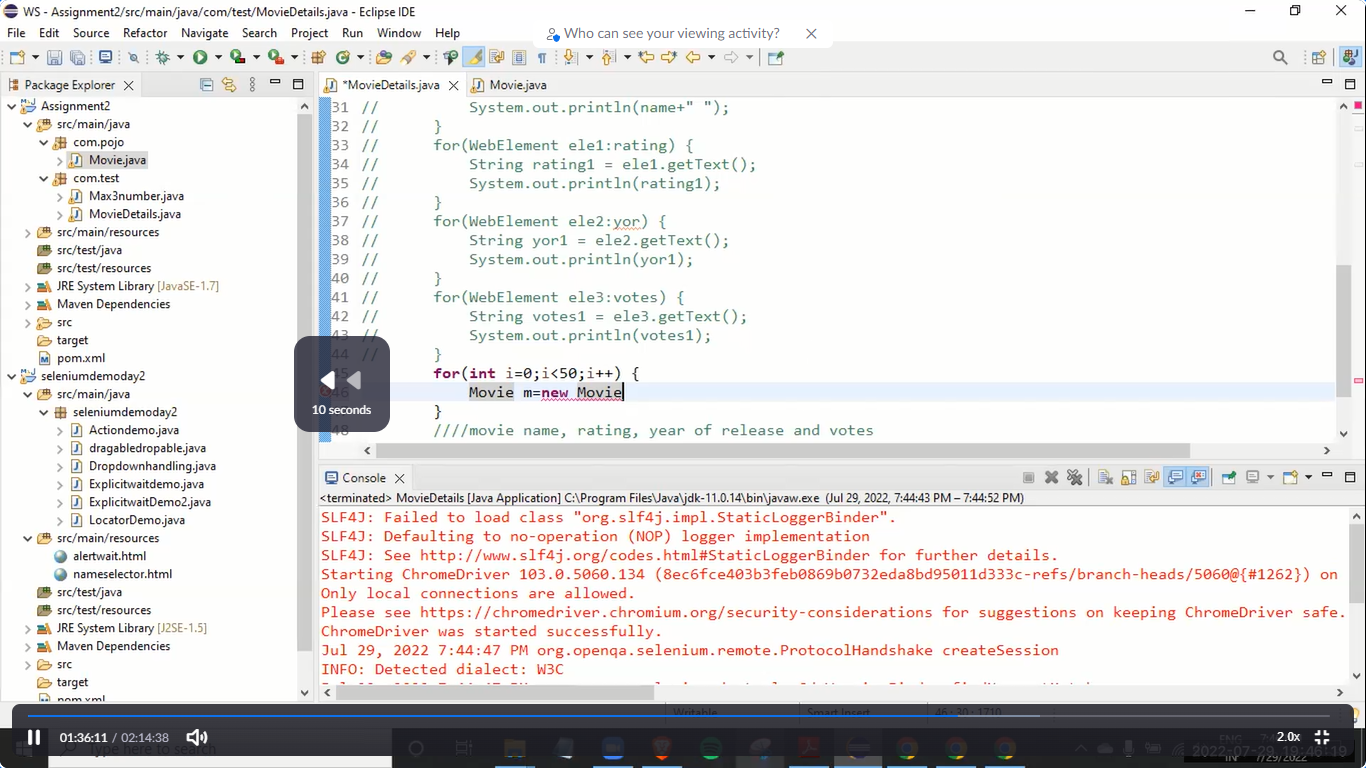 WS - Assignment2/src/main/java/com/test/MovieDetails.java - Eclipse IDE
File Edit Source Refactor Navigate Search Project Run Window Help
Who can see your viewing activity?
Package Explorer
Assignment2
src/main/java
com.pojo
Movie.java
com.test
Max3number.java
MovieDetails.java
src/main/resources
src/test/java
src/test/resources
JRE System Library [JavaSE-1.7]
Maven Dependencies
src
target
pom.xml
seleniumdemoday2
src/main/java
seleniumdemoday2
Actiondemo.java
dragabledropable.java
Dropdownhandling.java
Explicitwaitdemo.java
ExplicitwaitDemo2.java
LocatorDemo.java
src/main/resources
alertwait.html
nameselector.html
src/test/java
src/test/resources
JRE System Library [J2SE-1.5]
Maven Dependencies
src
target
*MovieDetails.java
Movie.java
31 // System.out.println(name+" ");
32 // }
33 // for(WebElement ele1:rating) {
34 // String rating1 = ele1.getText();
35 // System.out.println(rating1);
36 // }
37 // for(WebElement ele2:yor) {
38 // String yor1 = ele2.getText();
39 // System.out.println(yor1);
40 // }
41 // for(WebElement ele3:votes) {
42 // String votes1 = ele3.getText();
43 // System.out.println(votes1);
44 // }
45 for(int i=0;i<50;i++) {
46 Movie m=new Movie
}
48 ////movie name, rating, year of release and votes
10 seconds
Console
<terminated> MovieDetails [Java Application] C:\Program Files\Java\jdk-11.0.14\bin\javaw.exe (Jul 29, 2022, 7:44:43 PM – 7:44:52 PM)
SLF4J: Failed to load class "org.slf4j.impl.StaticLoggerBinder".
SLF4J: Defaulting to no-operation (NOP) logger implementation
SLF4J: See http://www.slf4j.org/codes.html#StaticLoggerBinder for further details.
Starting ChromeDriver 103.0.5060.134 (8ec6fce403b3feb0869b0732eda8bd95011d333c-refs/branch-heads/5060@{#1262}) on
Only local connections are allowed.
Please see https://chromedriver.chromium.org/security-considerations for suggestions on keeping ChromeDriver safe.
ChromeDriver was started successfully.
Jul 29, 2022 7:44:47 PM org.openqa.selenium.remote.ProtocolHandshake createSession
INFO: Detected dialect: W3C
Writable Smart Insert 46 : 30 : 1710
01:36:11 / 02:14:38
2.0x
Type here to search
2022-07-29 19:46:19